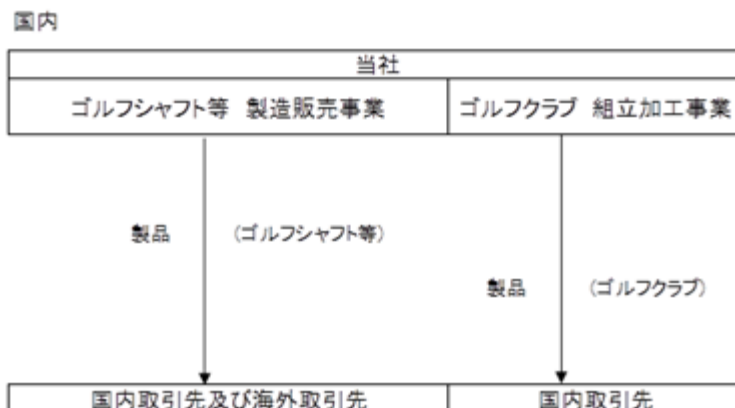 国内
当社
ゴルフシャフト等 製造販売事業
ゴルフクラブ 組立加工事業
製品 (ゴルフシャフト等)
製品 (ゴルフクラブ)
国内取引先及び海外取引先
国内取引先